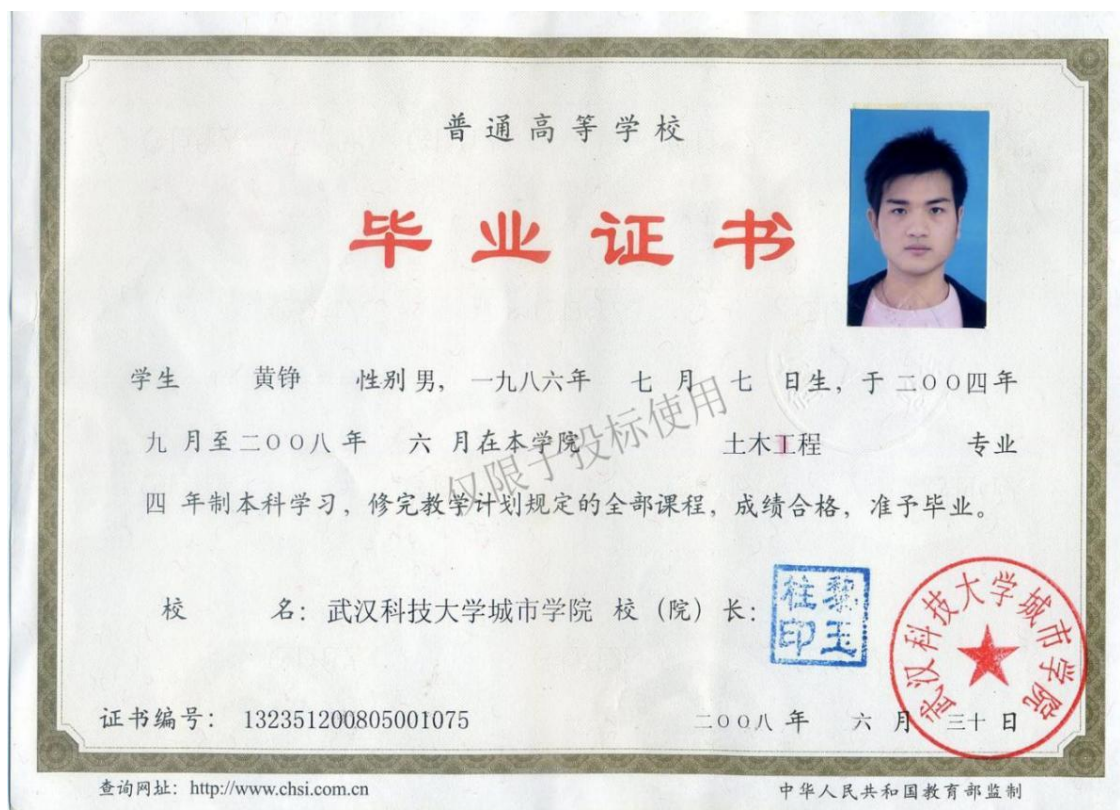 普通高等学校
毕业证书
学生 黄铮 性别 男， 一九八六年 七 月 七 日生，于 二〇〇四年
九 月至 二〇〇八 年 六 月在本学院 土木工程 专业
四 年制本科学习，修完教学计划规定的全部课程，成绩合格，准予毕业。
仅限于投标使用
校 名：武汉科技大学城市学院 校（院）长：
黎玉柱印
武汉科技大学城市学院
证书编号： 132351200805001075
二〇〇八 年 六 月 三十 日
查询网址：http://www.chsi.com.cn
中华人民共和国教育部监制